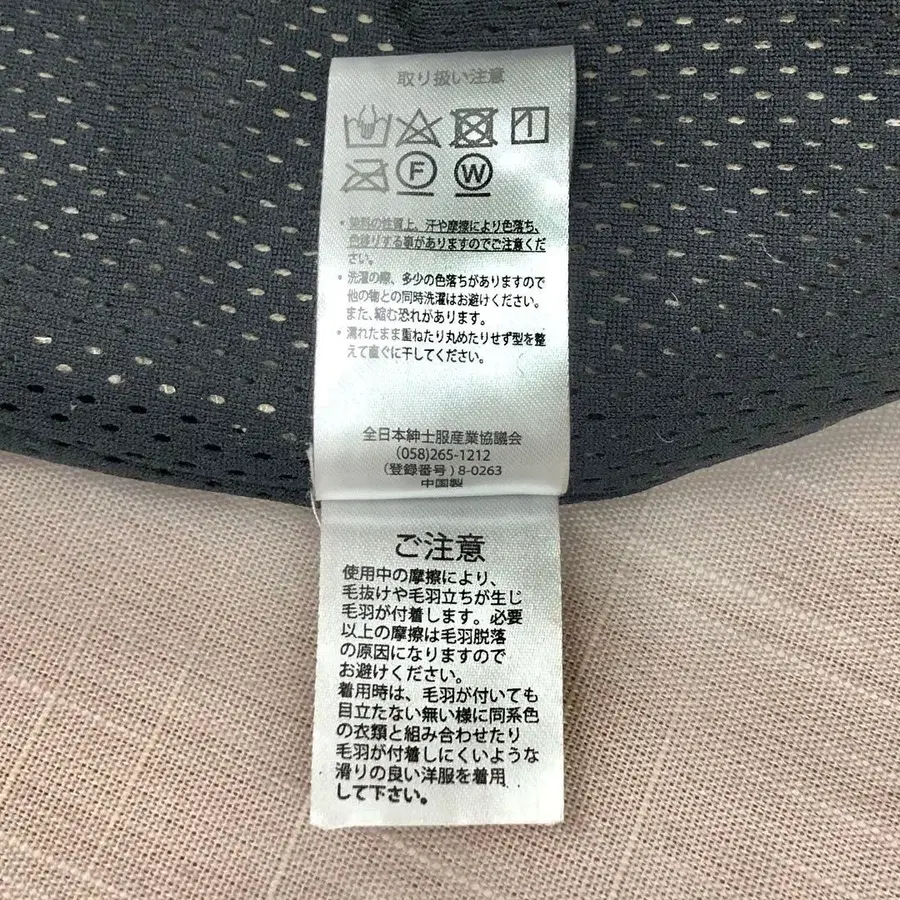 取り扱い注意
F
W
・染料の性質上、汗や摩擦により色落ち、
色移りする事がありますのでご注意くだ
さい。
・洗濯の際、多少の色落ちがありますので
他の物との同時洗濯はお避けください。
また、縮む恐れがあります。
・濡れたまま重ねたり丸めたりせず型を整
えて直ぐに干してください。
全日本紳士服産業協議会
(058)265-1212
(登録番号)8-0263
中国製
ご注意
使用中の摩擦により、
毛抜けや毛羽立ちが生じ
毛羽が付着します。必要
以上の摩擦は毛羽脱落
の原因になりますので
お避けください。
着用時は、毛羽が付いても
目立たない無い様に同系色
の衣類と組み合わせたり
毛羽が付着しにくいような
滑りの良い洋服を着用
して下さい。